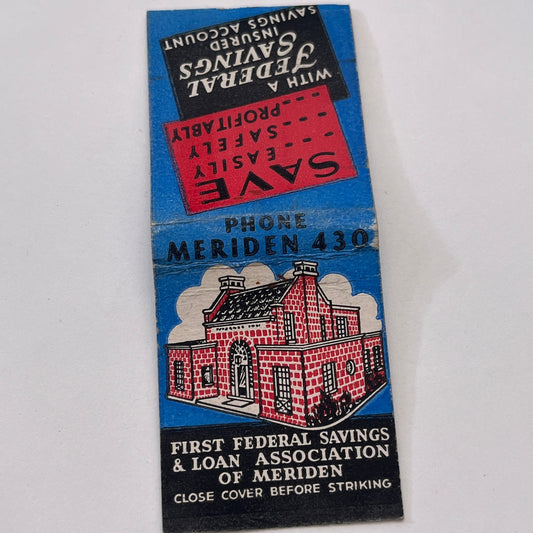 SAVE
--- EASILY
--- SAFELY
--- PROFITABLY
WITH A
FEDERAL
SAVINGS
INSURED
SAVINGS ACCOUNT
PHONE
MERIDEN 430
FIRST FEDERAL SAVINGS
& LOAN ASSOCIATION
OF MERIDEN
CLOSE COVER BEFORE STRIKING